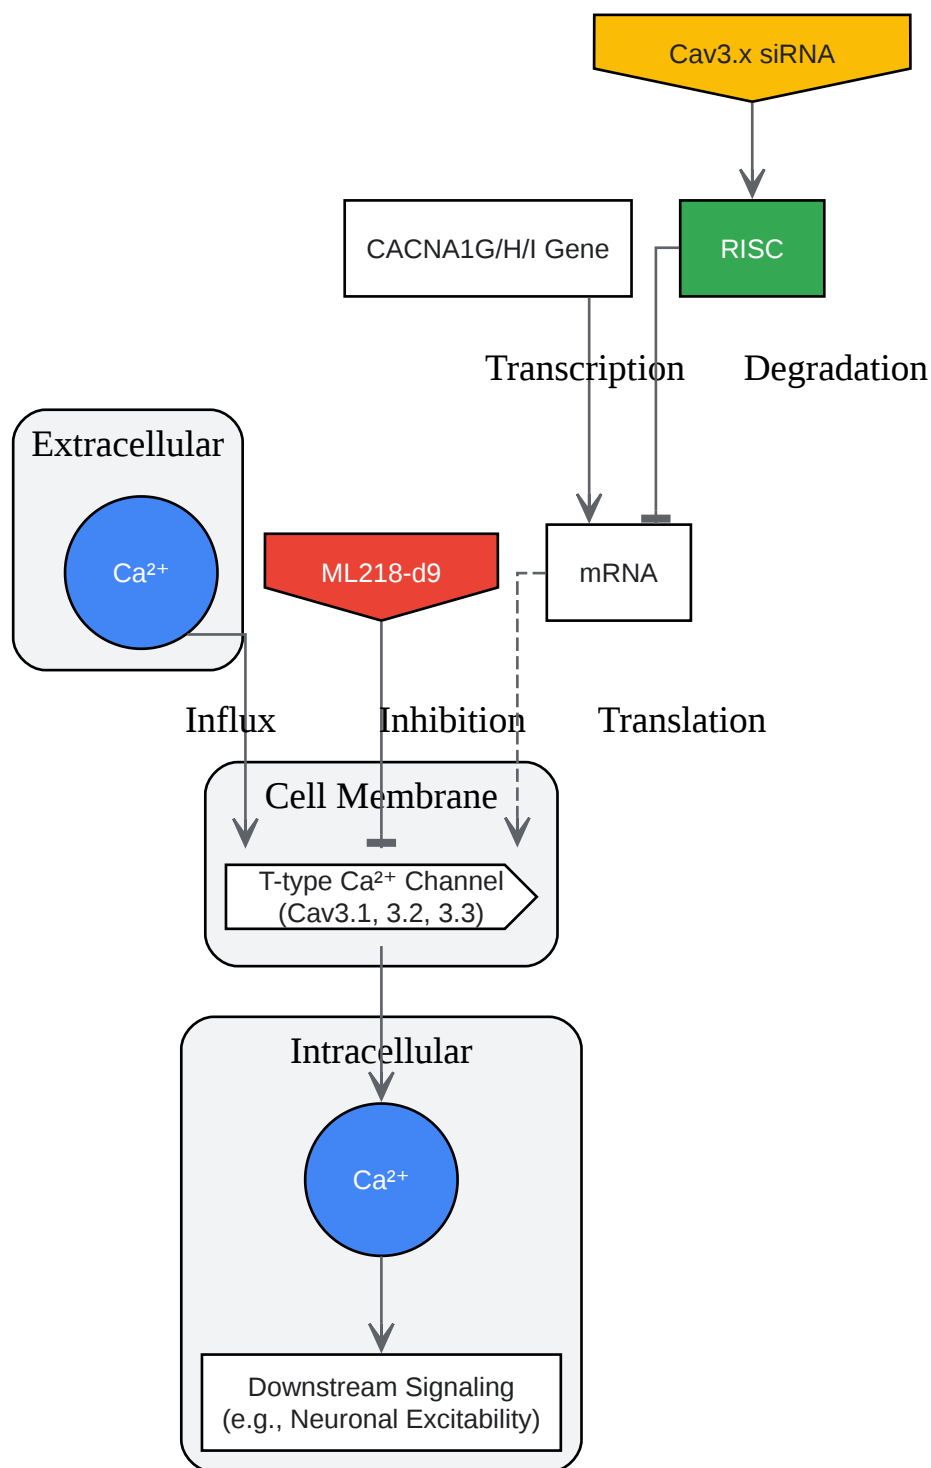 Cav3.x siRNA
CACNA1G/H/I Gene
RISC
Transcription
Degradation
Extracellular
Ca²⁺
ML218-d9
mRNA
Influx
Inhibition
Translation
Cell Membrane
T-type Ca²⁺ Channel
(Cav3.1, 3.2, 3.3)
Intracellular
Ca²⁺
Downstream Signaling
(e.g., Neuronal Excitability)